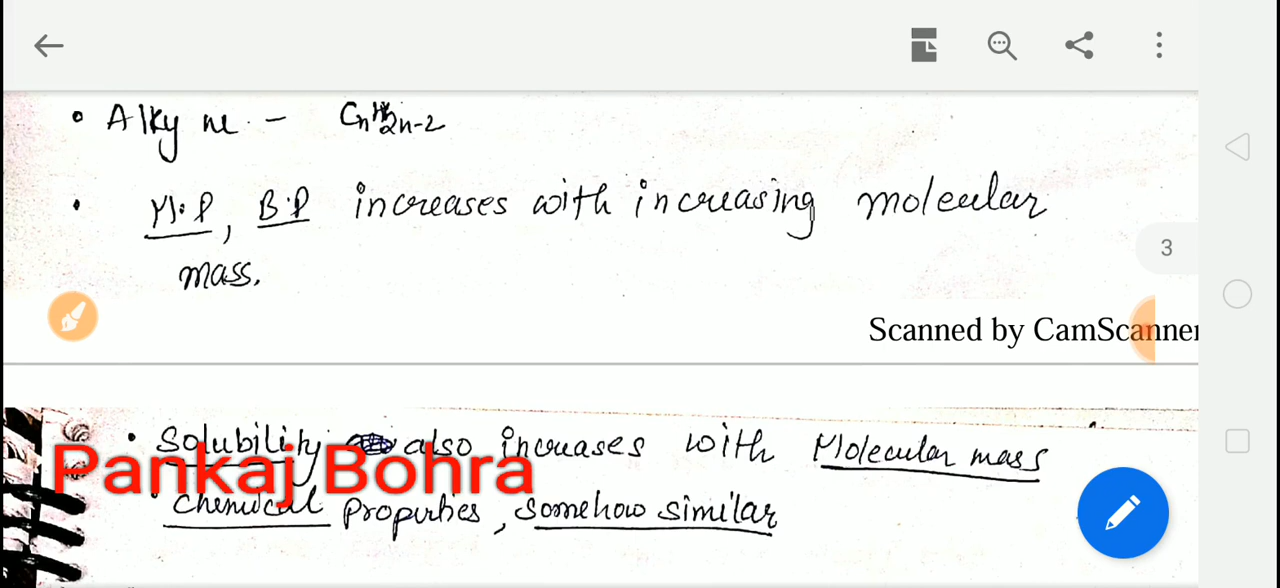 • Alkyne - CnH2n-2
• M.P, B.P increases with increasing molecular
mass.
3
Scanned by CamScanner
• Solubility also increases with Molecular mass
Pankaj Bohra
• Chemical properties, somehow similar